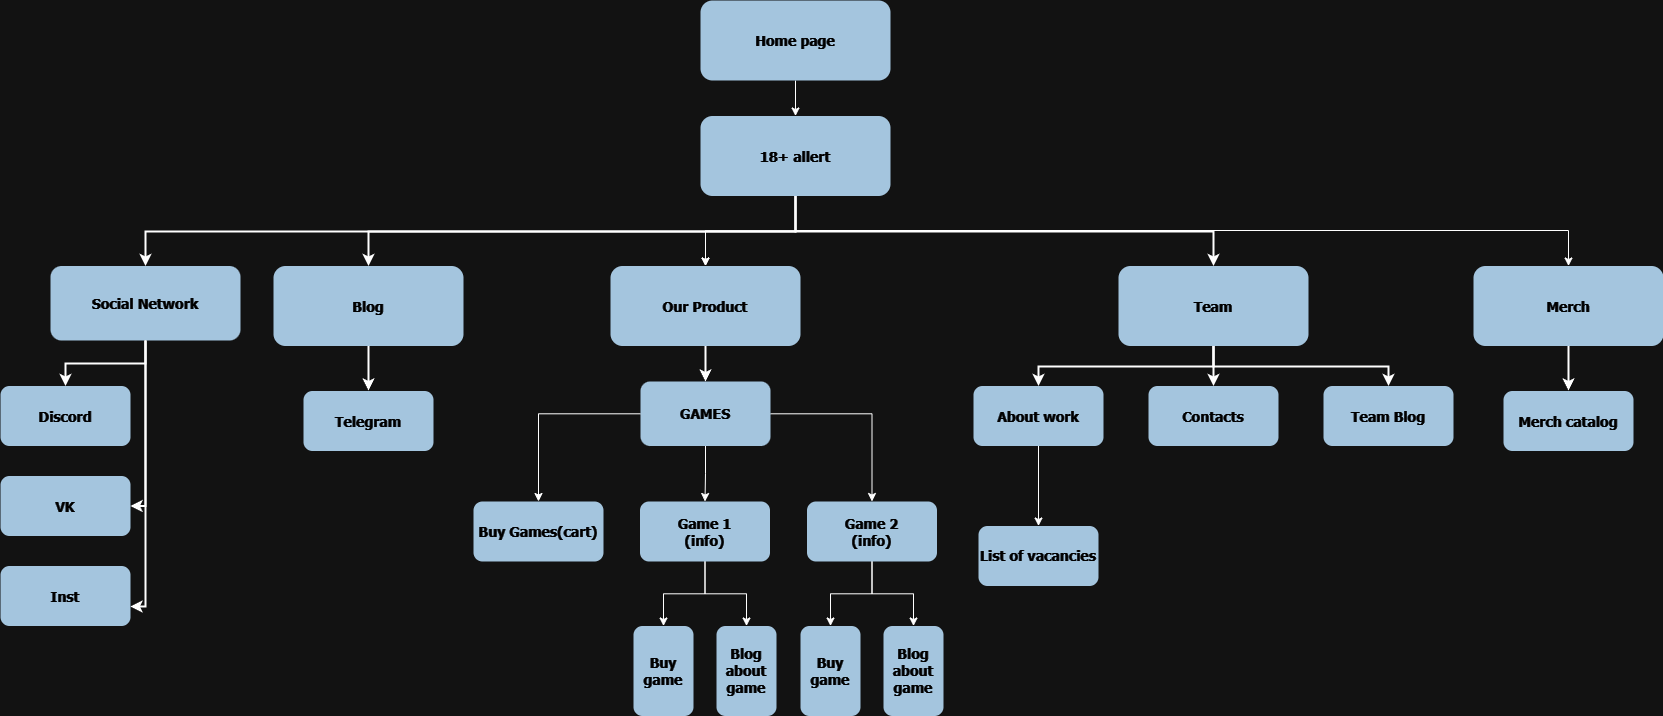 Home page
18+ allert
Social Network
Blog
Our Product
Team
Merch
Discord
Telegram
GAMES
About work
Contacts
Team Blog
Merch catalog
VK
Buy Games(cart)
Game 1
(info)
Game 2
(info)
List of vacancies
Inst
Buy
game
Blog
about
game
Buy
game
Blog
about
game